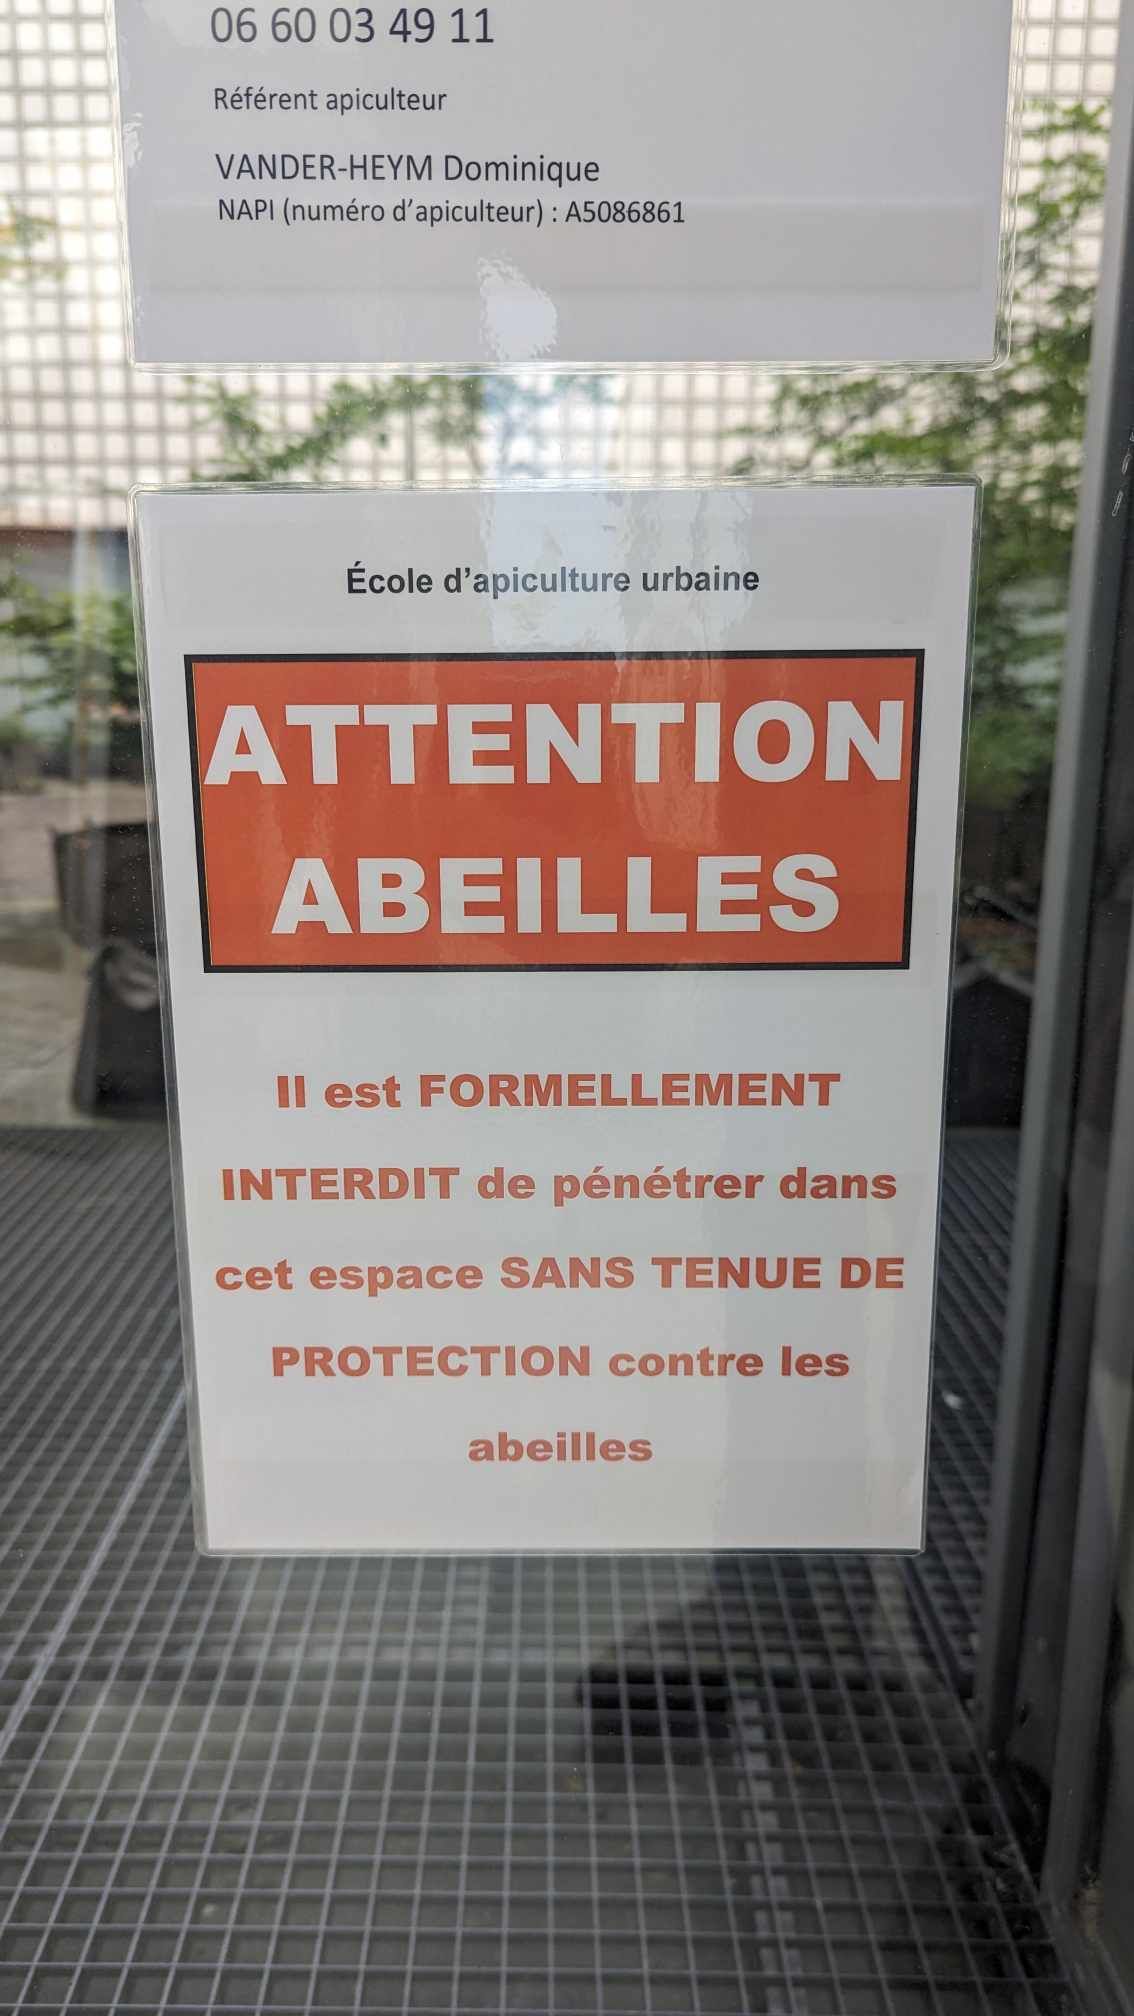 06 60 03 49 11
Référent apiculteur
VANDER-HEYM Dominique
NAPI (numéro d'apiculteur) : A5086861
École d'apiculture urbaine
ATTENTION
ABEILLES
Il est FORMELLEMENT
INTERDIT de pénétrer dans
cet espace SANS TENUE DE
PROTECTION contre les
abeilles